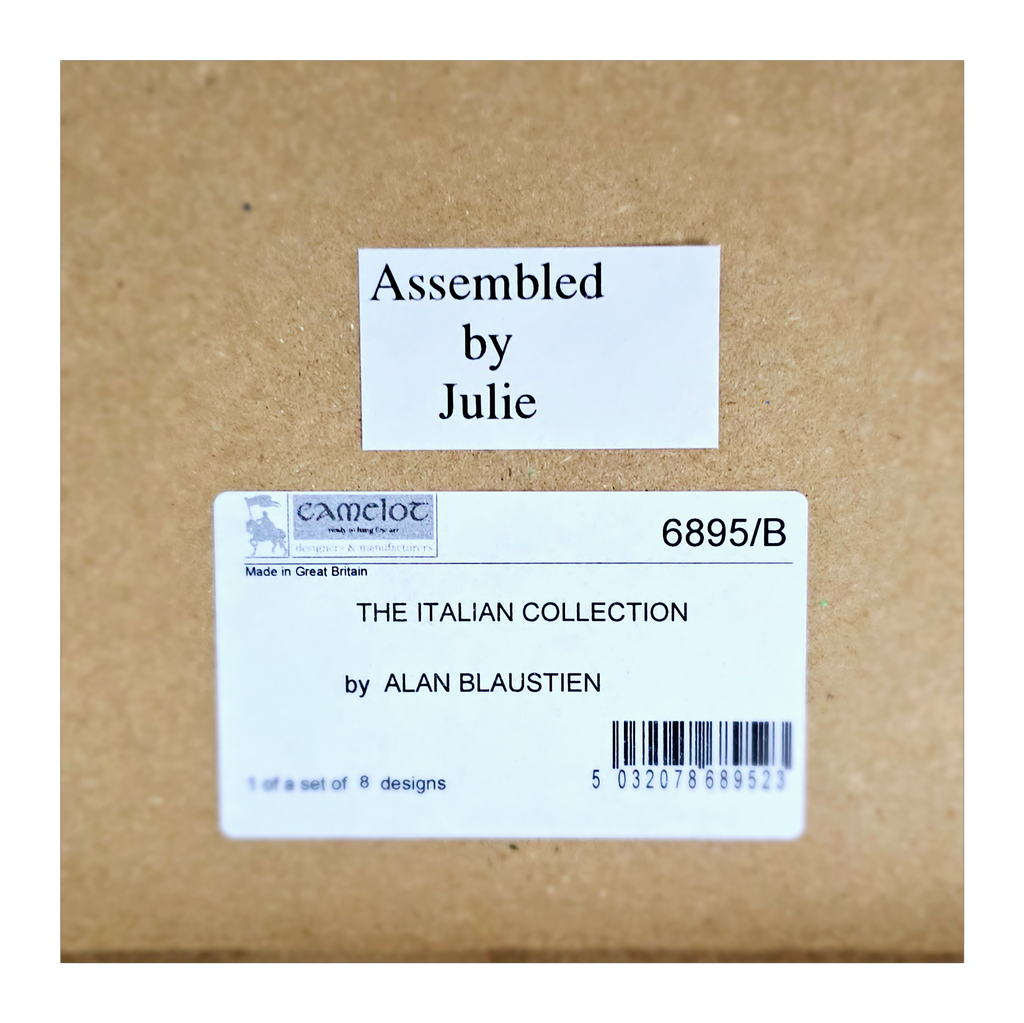 Assembled
by
Julie
CAMELOT
ready to hang fine art
designers & manufacturers
6895/B
Made in Great Britain
THE ITALIAN COLLECTION
by ALAN BLAUSTIEN
1 of a set of 8 designs
5 032078 689523